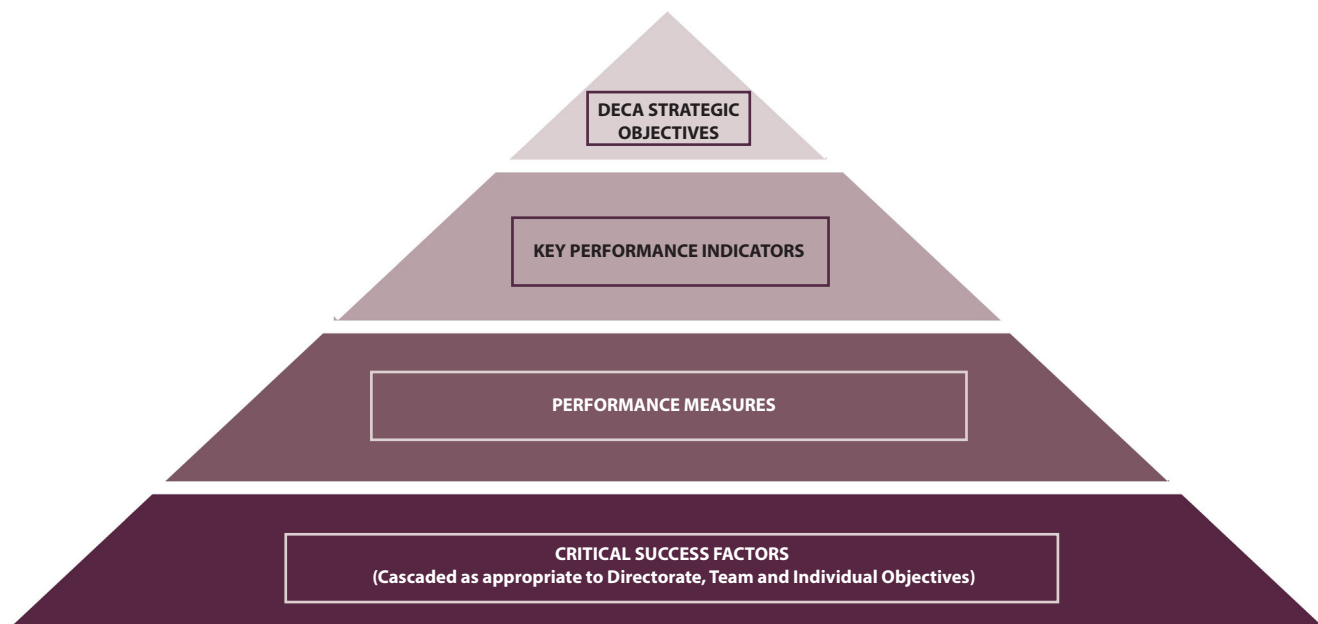 DECA STRATEGIC
OBJECTIVES
KEY PERFORMANCE INDICATORS
PERFORMANCE MEASURES
CRITICAL SUCCESS FACTORS
(Cascaded as appropriate to Directorate, Team and Individual Objectives)